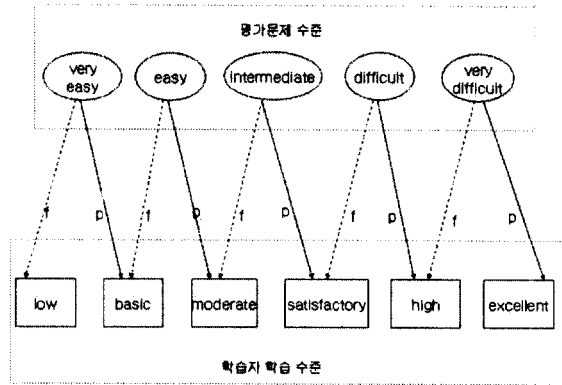 평가문제 수준
very
easy
easy
intermediate
difficult
very
difficult
f
p
f
p
f
p
f
p
f
p
low
basic
moderate
satisfactory
high
excellent
학습자 학습 수준